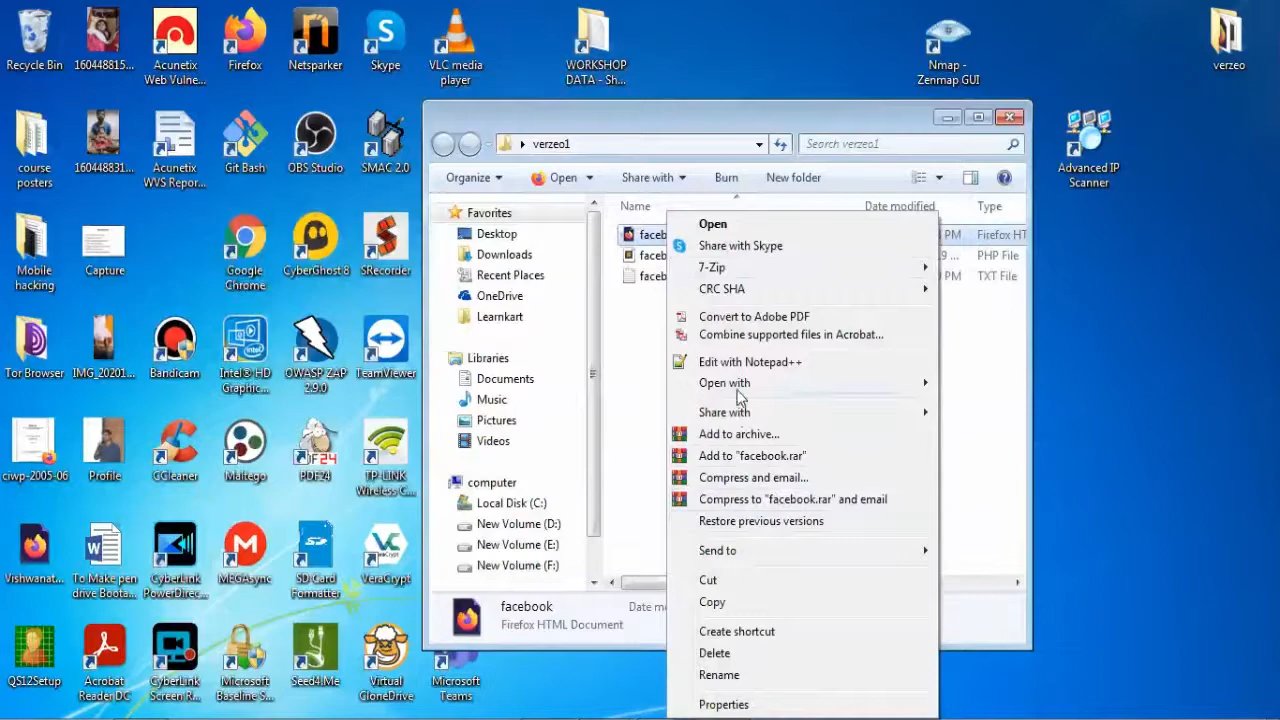 Recycle Bin
160448815...
Acunetix
Web Vulne...
Firefox
Netsparker
Skype
VLC media
player
WORKSHOP
DATA - Sh...
Nmap -
Zenmap GUI
verzeo
course
posters
160448831...
Acunetix
WVS Repor...
Git Bash
OBS Studio
SMAC 2.0
Advanced IP
Scanner
Mobile
hacking
Capture
Google
Chrome
CyberGhost 8
SRecorder
Tor Browser
IMG_20201...
Bandicam
Intel® HD
Graphic...
OWASP ZAP
2.9.0
TeamViewer
ciwp-2005-06
Profile
CCleaner
Maltego
PDF24
TP-LINK
Wireless C...
Vishwanat...
To Make pen
drive Boota...
CyberLink
PowerDirec...
MEGAsync
SD Card
Formatter
VeraCrypt
QS12Setup
Acrobat
Reader DC
CyberLink
Screen R...
Microsoft
Baseline S...
Seed4.Me
Virtual
CloneDrive
Microsoft
Teams
verzeo1
Search verzeo1
Organize
Open
Share with
Burn
New folder
Favorites
Desktop
Downloads
Recent Places
OneDrive
Learnkart
Libraries
Documents
Music
Pictures
Videos
computer
Local Disk (C:)
New Volume (D:)
New Volume (E:)
New Volume (F:)
Name
Date modified
Type
faceb
M
Firefox HT
faceb
9 ...
PHP File
faceb
M
TXT File
Open
Share with Skype
7-Zip
CRC SHA
Convert to Adobe PDF
Combine supported files in Acrobat...
Edit with Notepad++
Open with
Share with
Add to archive...
Add to "facebook.rar"
Compress and email...
Compress to "facebook.rar" and email
Restore previous versions
Send to
Cut
Copy
Create shortcut
Delete
Rename
Properties
facebook
Date mo
Firefox HTML Document